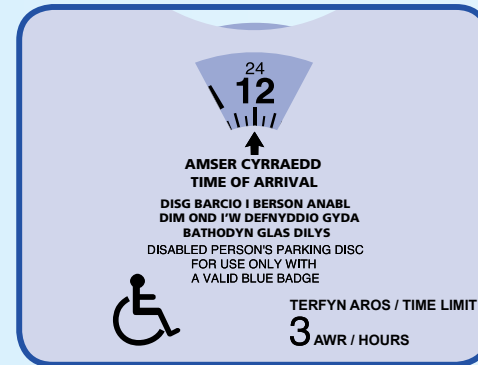 24
12
AMSER CYRRAEDD
TIME OF ARRIVAL
DISG BARCIO I BERSON ANABL
DIM OND I'W DEFNYDDIO GYDA
BATHODYN GLAS DILYS
DISABLED PERSON'S PARKING DISC
FOR USE ONLY WITH
A VALID BLUE BADGE
TERFYN AROS / TIME LIMIT
3 AWR / HOURS